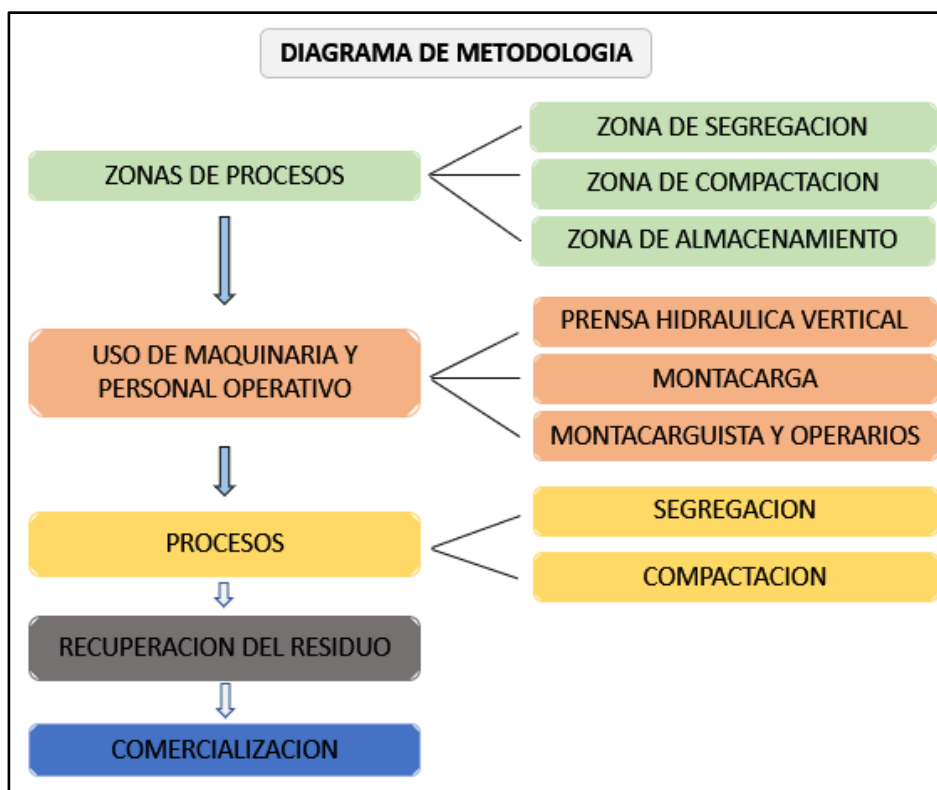 DIAGRAMA DE METODOLOGIA
ZONAS DE PROCESOS
ZONA DE SEGREGACION
ZONA DE COMPACTACION
ZONA DE ALMACENAMIENTO
USO DE MAQUINARIA Y
PERSONAL OPERATIVO
PRENSA HIDRAULICA VERTICAL
MONTACARGA
MONTACARGUISTA Y OPERARIOS
PROCESOS
SEGREGACION
COMPACTACION
RECUPERACION DEL RESIDUO
COMERCIALIZACION